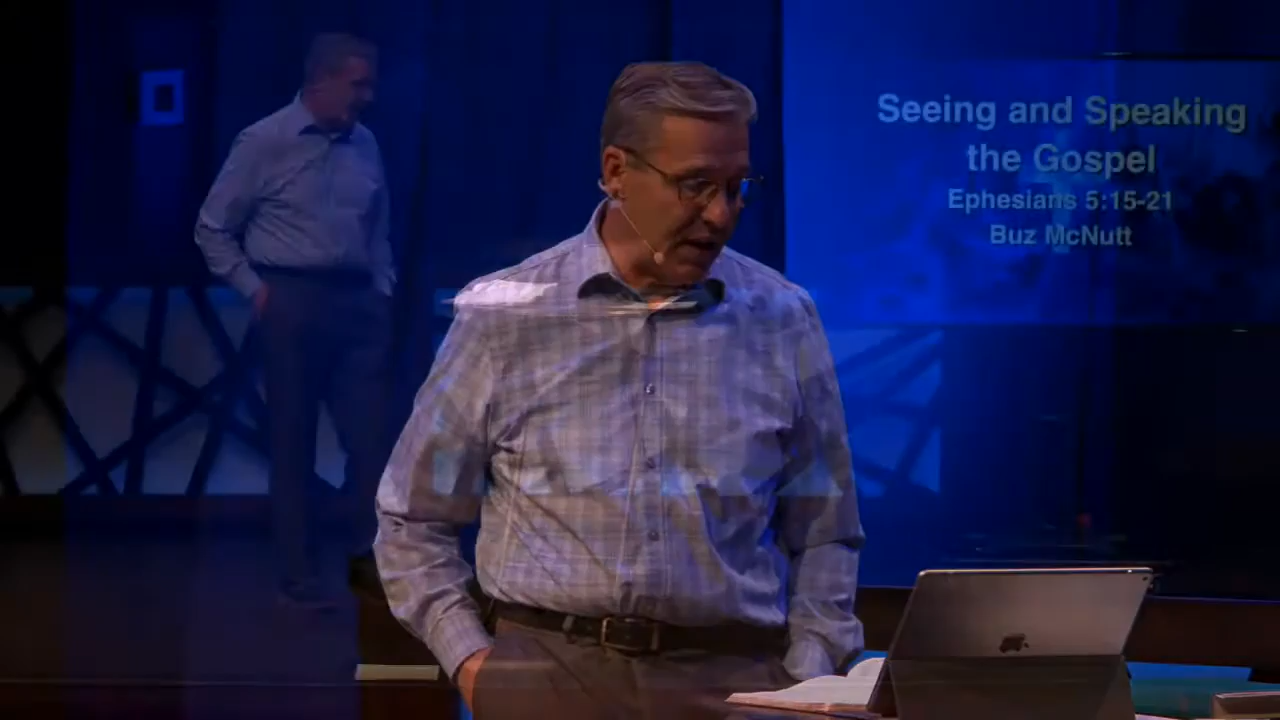 Seeing and Speaking
the Gospel
Ephesians 5:15-21
Buz McNutt